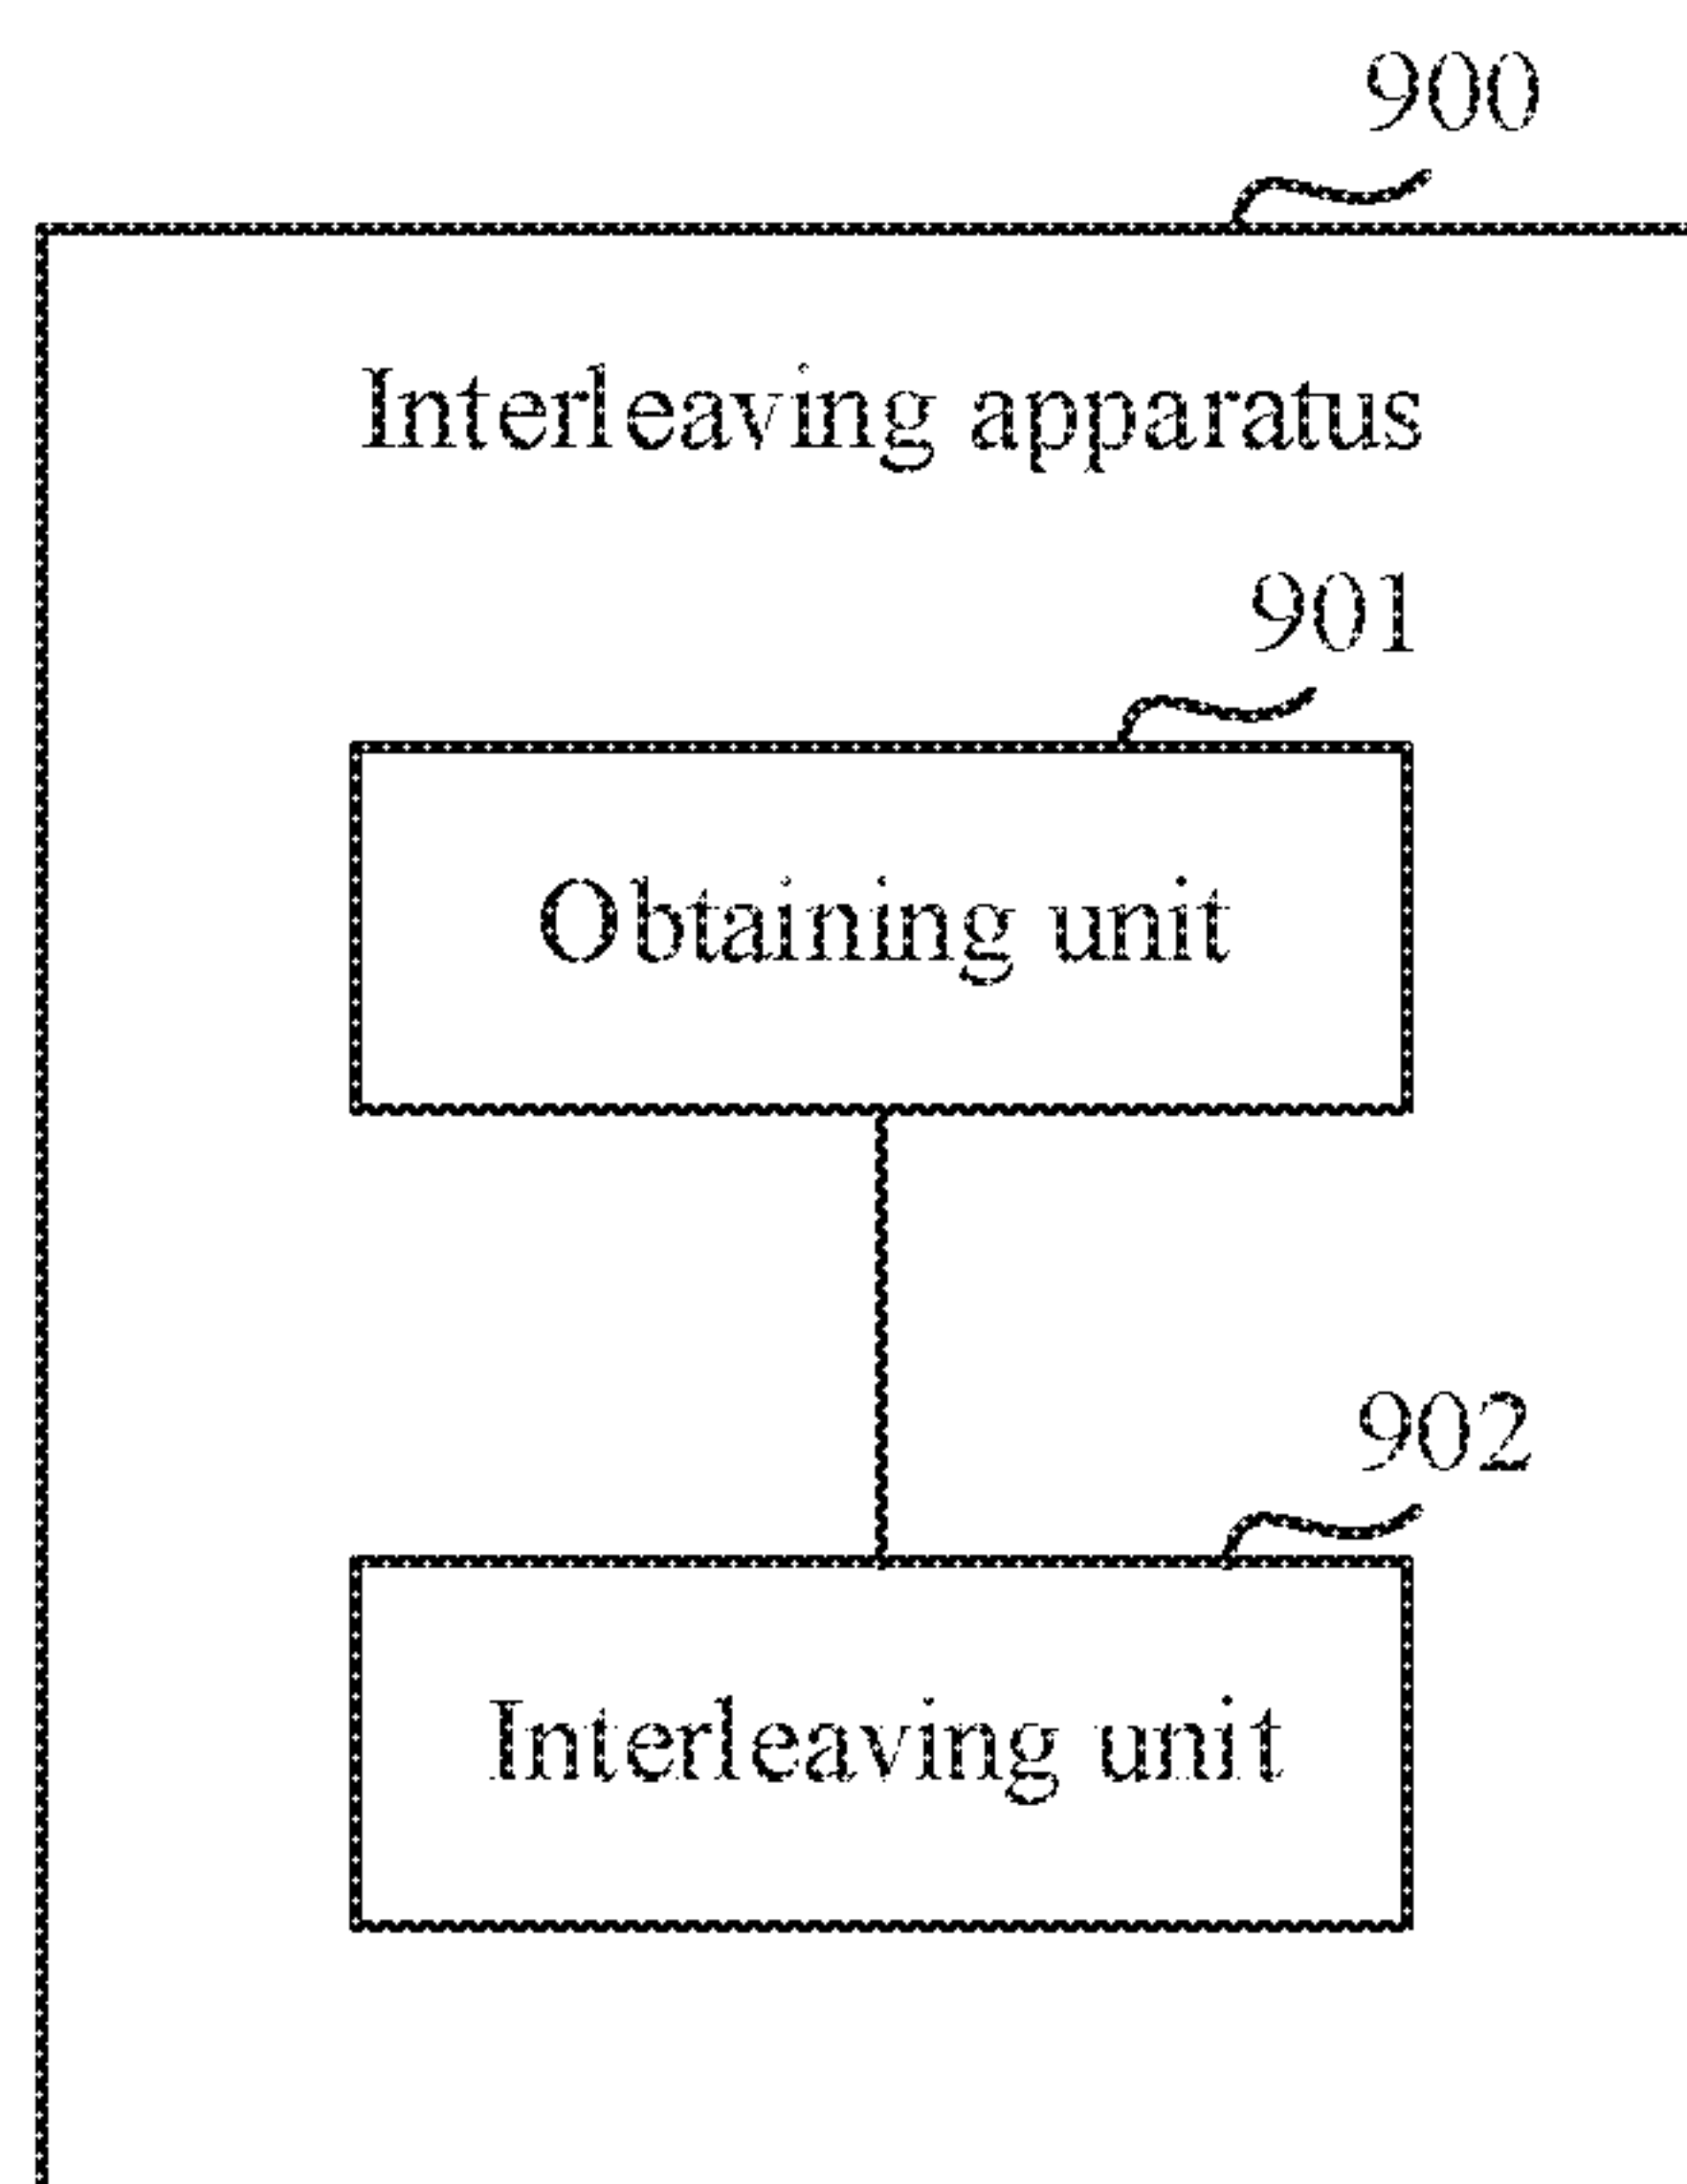 900
Interleaving apparatus
901
Obtaining unit
902
Interleaving unit